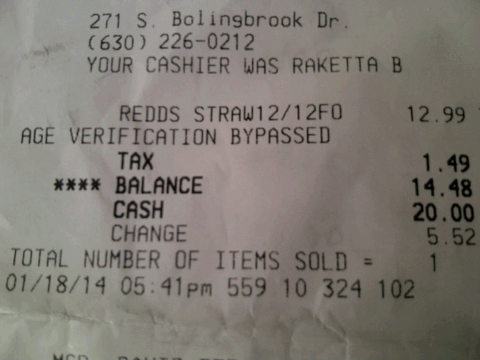 271 S. Bolingbrook Dr.
(630) 226-0212
YOUR CASHIER WAS RAKETTA B
REDDS STRAW12/12FO 12.99
AGE VERIFICATION BYPASSED
TAX 1.49
**** BALANCE 14.48
CASH 20.00
CHANGE 5.52
TOTAL NUMBER OF ITEMS SOLD = 1
01/18/14 05:41pm 559 10 324 102